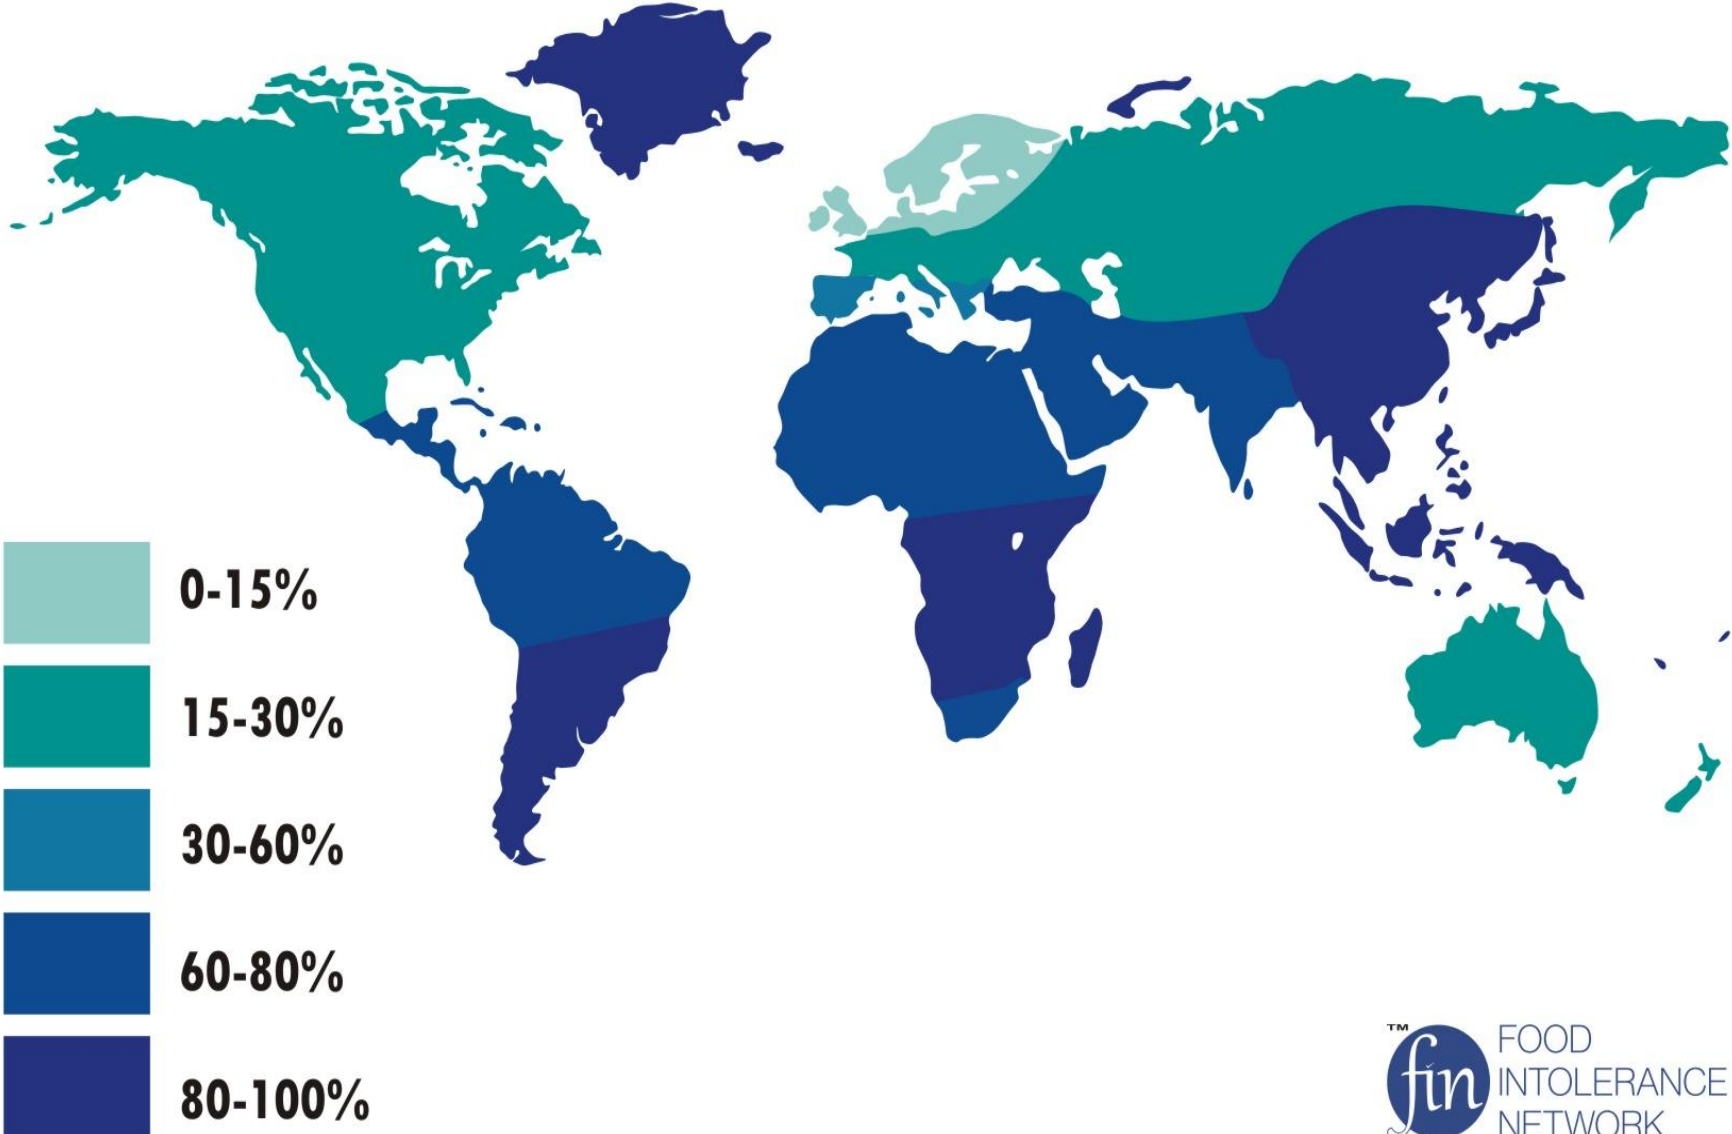 0-15%
15-30%
30-60%
60-80%
80-100%
™
fin
FOOD
INTOLERANCE
NETWORK